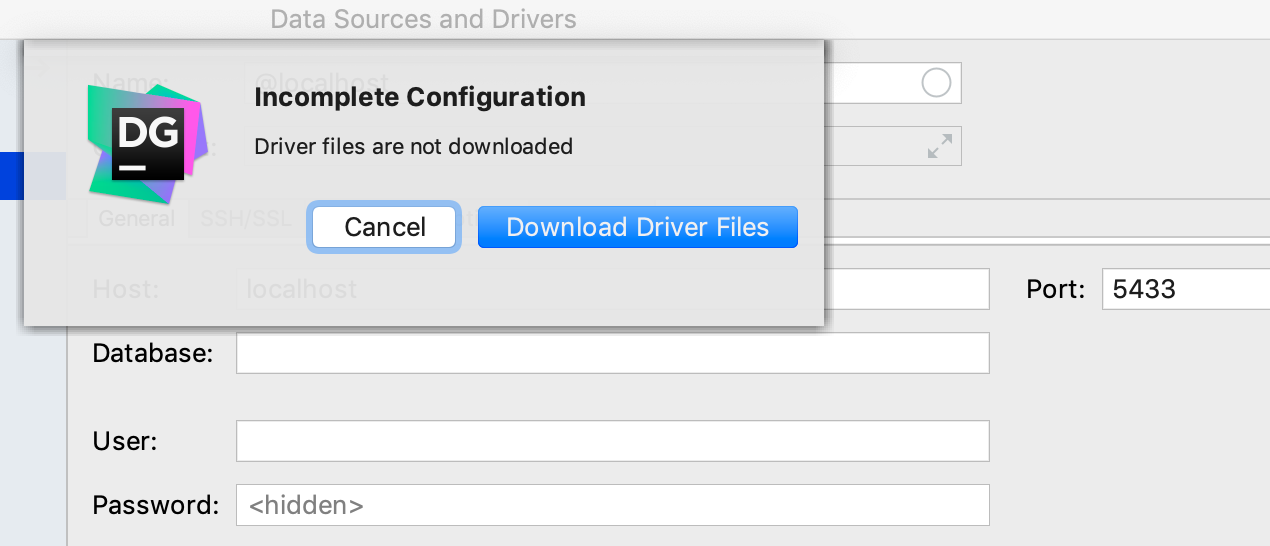 Data Sources and Drivers
Name: @localhost
DG
Incomplete Configuration
Driver files are not downloaded
General SSH/SSL
Cancel Download Driver Files
Host: localhost Port: 5433
Database:
User:
Password: <hidden>